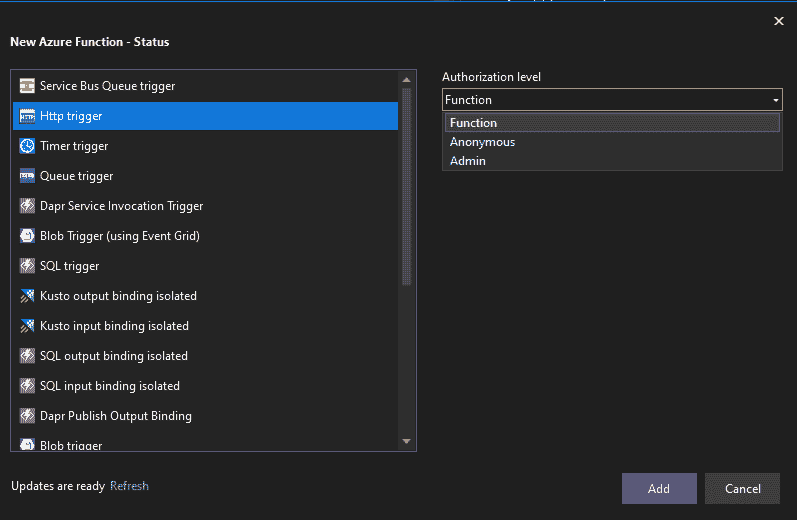 New Azure Function - Status
Service Bus Queue trigger
Http trigger
Timer trigger
Queue trigger
Dapr Service Invocation Trigger
Blob Trigger (using Event Grid)
SQL trigger
Kusto output binding isolated
Kusto input binding isolated
SQL output binding isolated
SQL input binding isolated
Dapr Publish Output Binding
Blob trigger
Authorization level
Function
Function
Anonymous
Admin
Updates are ready Refresh
Add
Cancel